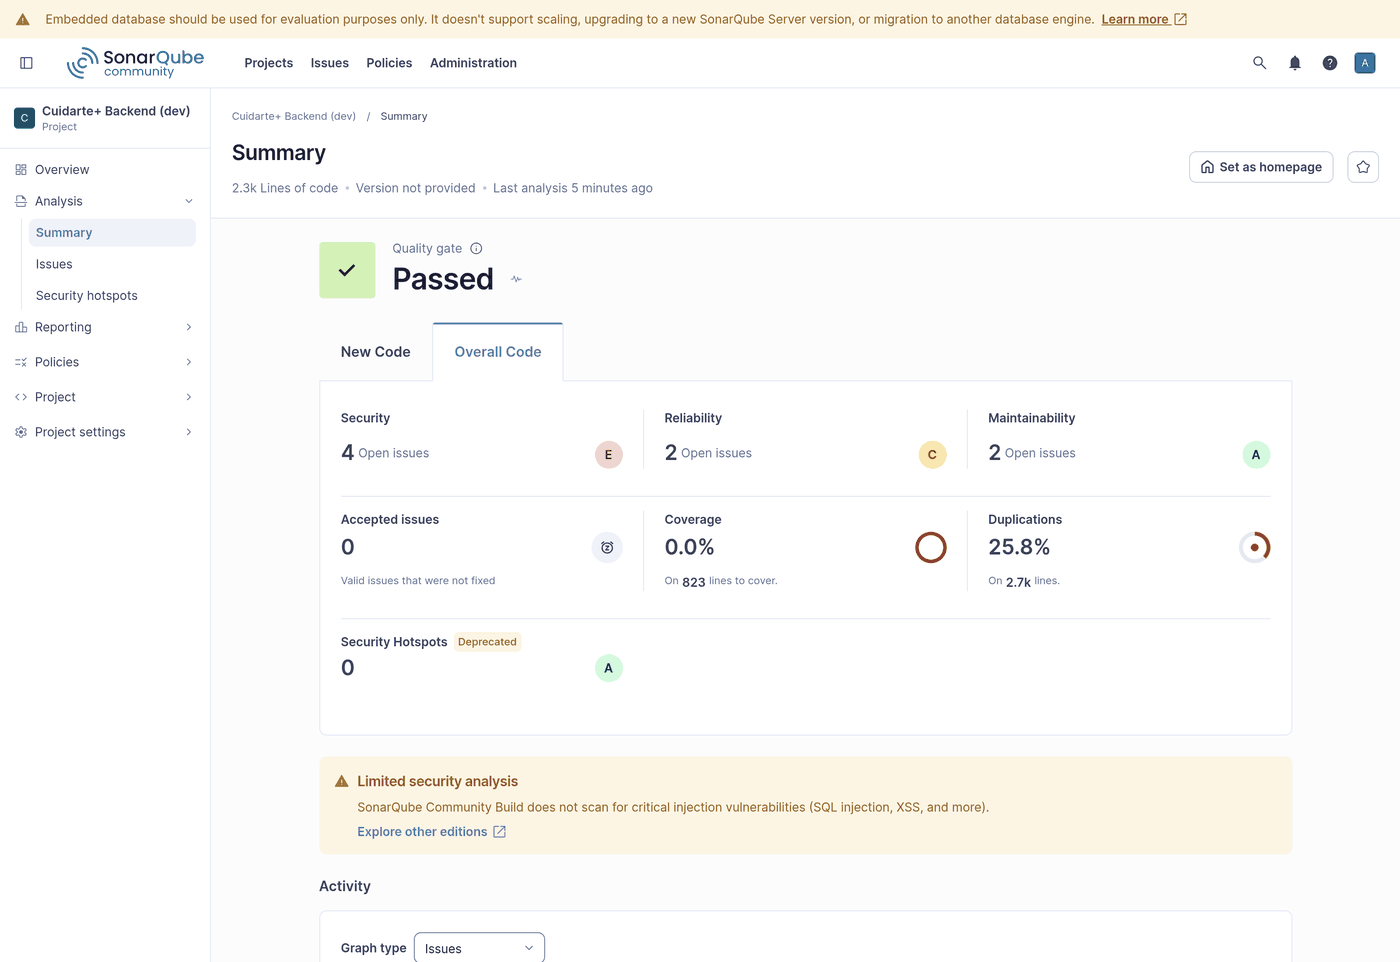 Embedded database should be used for evaluation purposes only. It doesn't support scaling, upgrading to a new SonarQube Server version, or migration to another database engine. Learn more
SonarQube community
Projects Issues Policies Administration
? A
C Cuidarte+ Backend (dev)
Project
Overview
Analysis
Summary
Issues
Security hotspots
Reporting
Policies
Project
Project settings
Cuidarte+ Backend (dev) / Summary
Summary
2.3k Lines of code • Version not provided • Last analysis 5 minutes ago
Set as homepage
Quality gate
Passed
New Code Overall Code
Security
4 Open issues E
Reliability
2 Open issues C
Maintainability
2 Open issues A
Accepted issues
0
Valid issues that were not fixed
Coverage
0.0%
On 823 lines to cover.
Duplications
25.8%
On 2.7k lines.
Security Hotspots Deprecated
0 A
Limited security analysis
SonarQube Community Build does not scan for critical injection vulnerabilities (SQL injection, XSS, and more).
Explore other editions
Activity
Graph type Issues